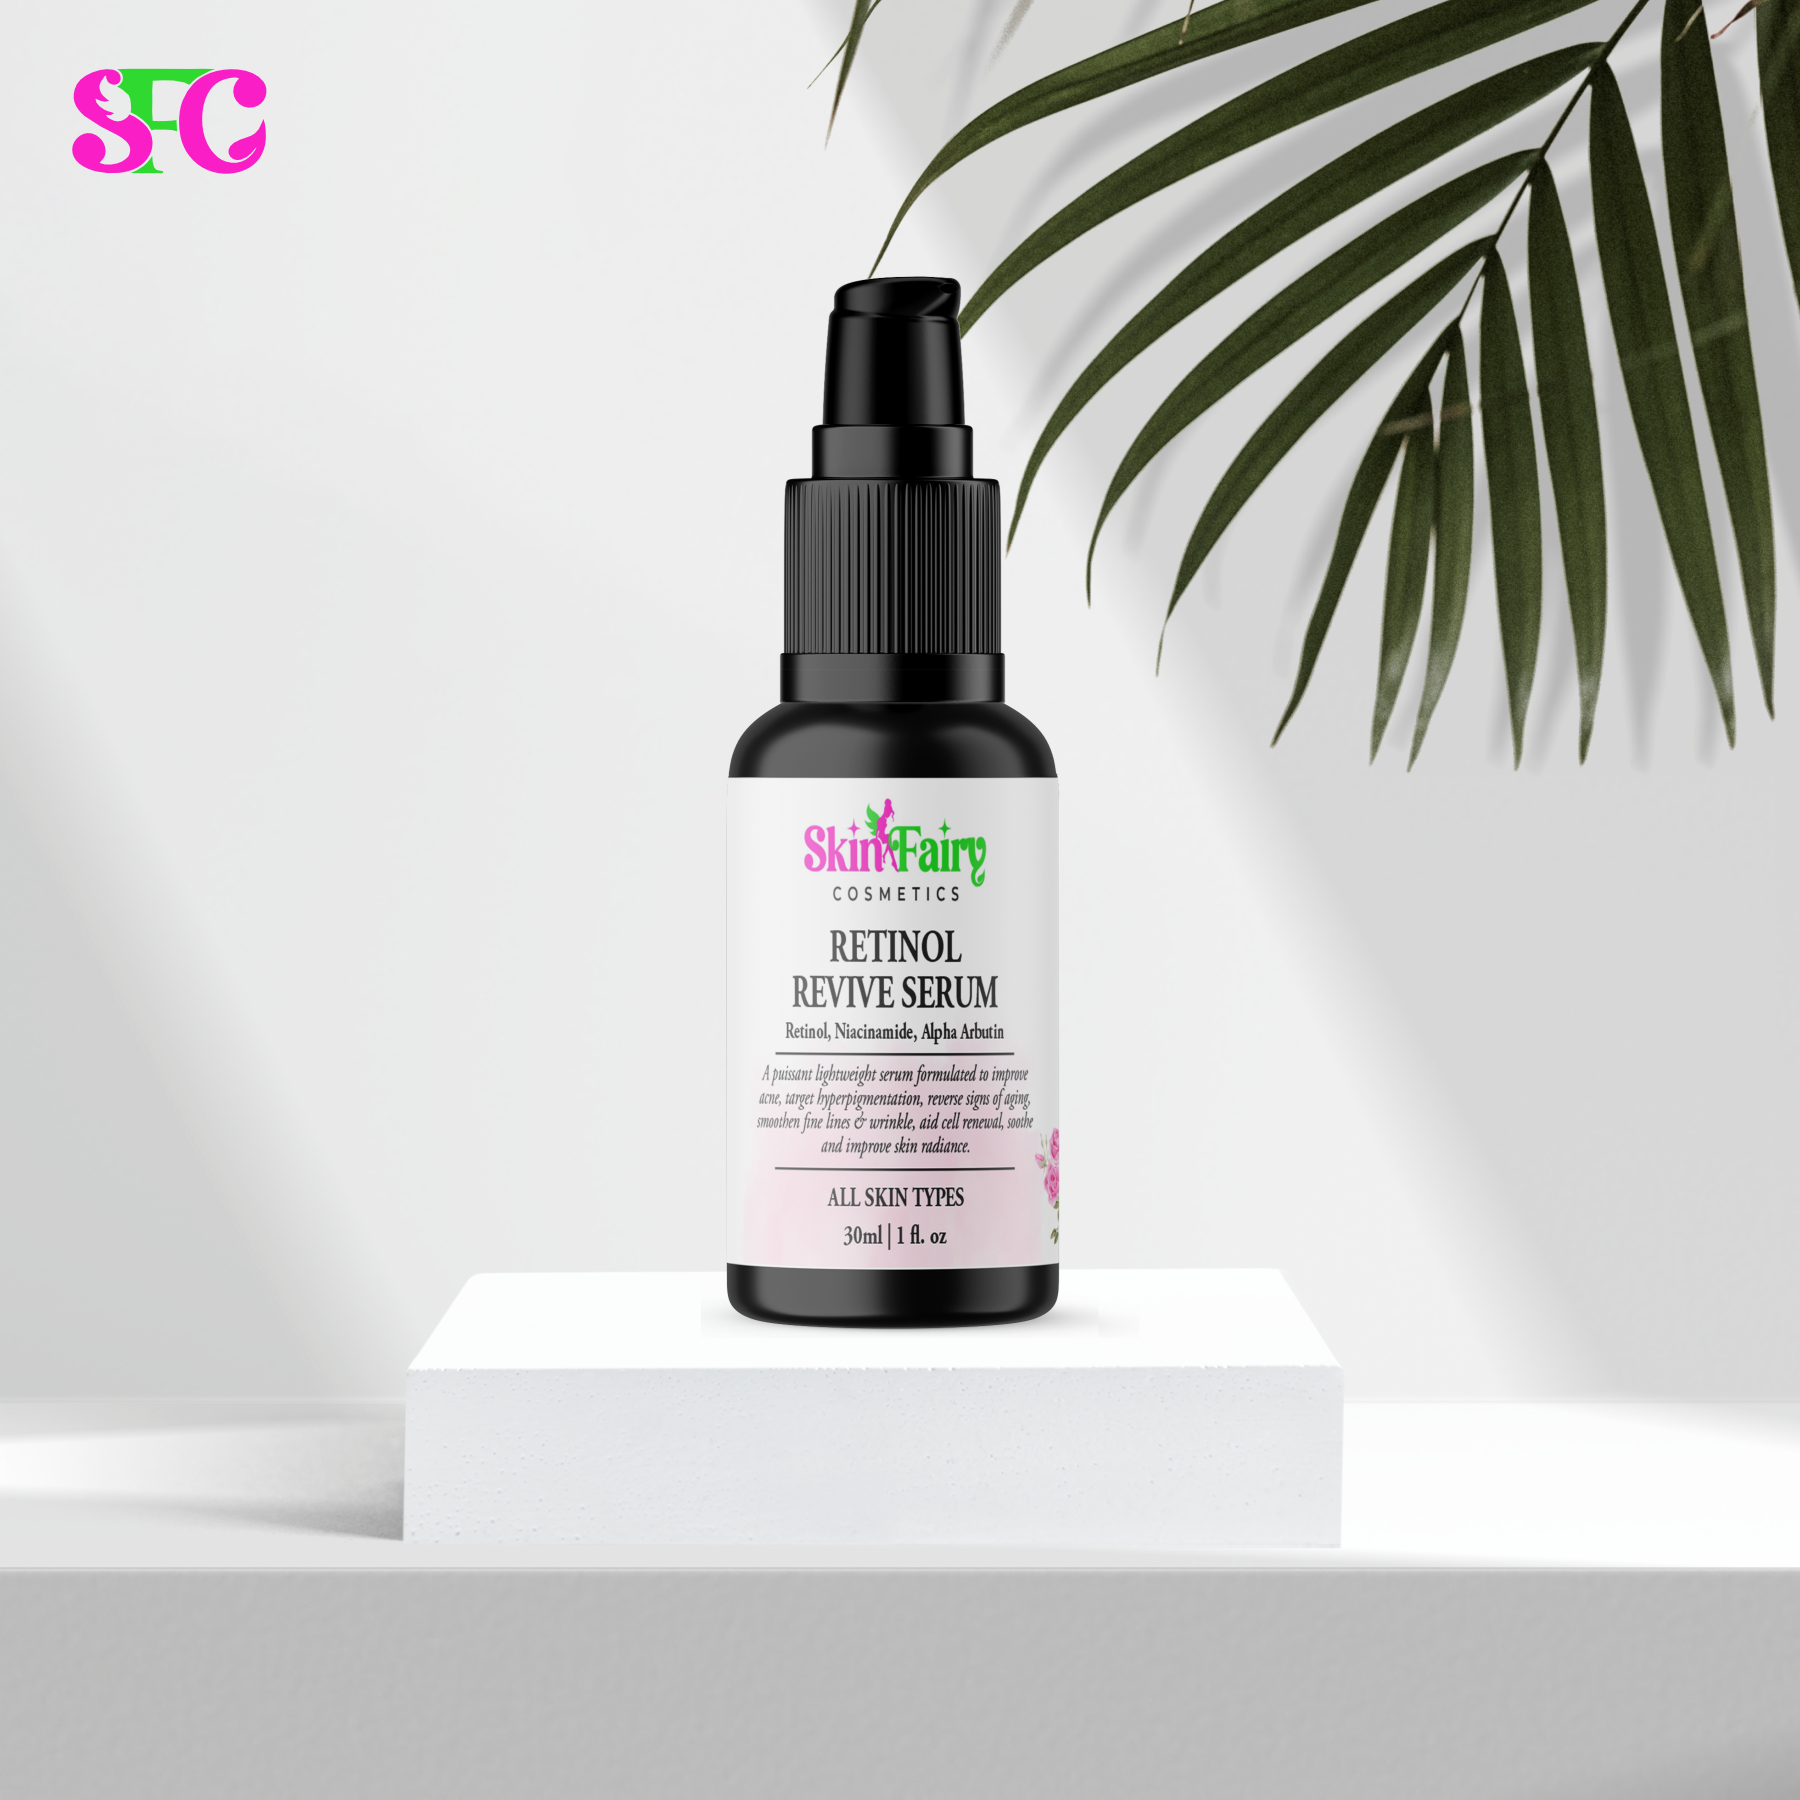 SFC
Skin Fairy
COSMETICS
RETINOL
REVIVE SERUM
Retinol, Niacinamide, Alpha Arbutin
A puissant lightweight serum formulated to improve
acne, target hyperpigmentation, reverse signs of aging,
smoothen fine lines & wrinkle, aid cell renewal, soothe
and improve skin radiance.
ALL SKIN TYPES
30ml | 1 fl. oz